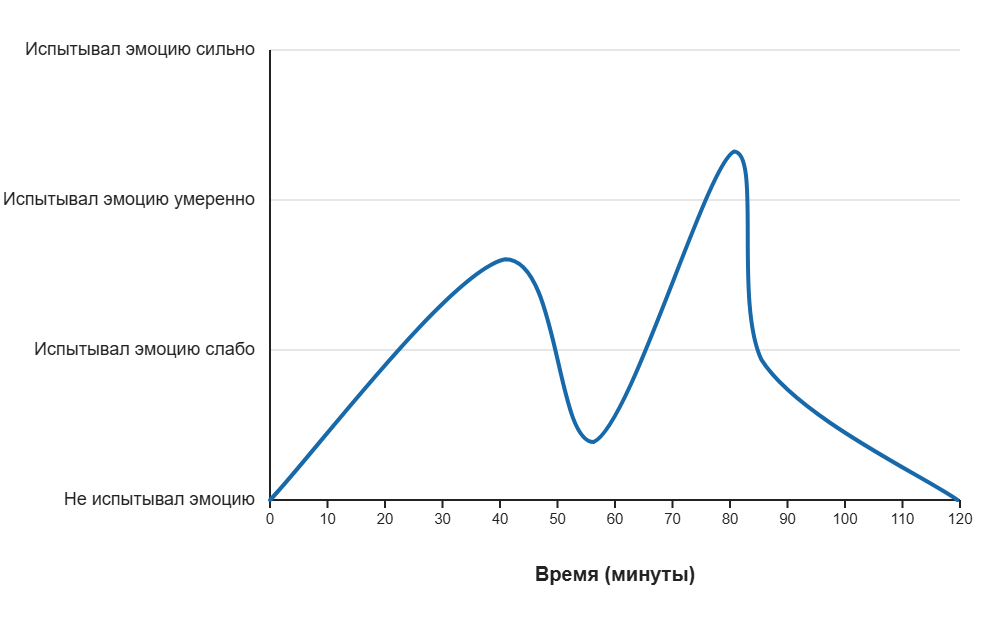 Испытывал эмоцию сильно
Испытывал эмоцию умеренно
Испытывал эмоцию слабо
Не испытывал эмоцию
0 10 20 30 40 50 60 70 80 90 100 110 120
Время (минуты)